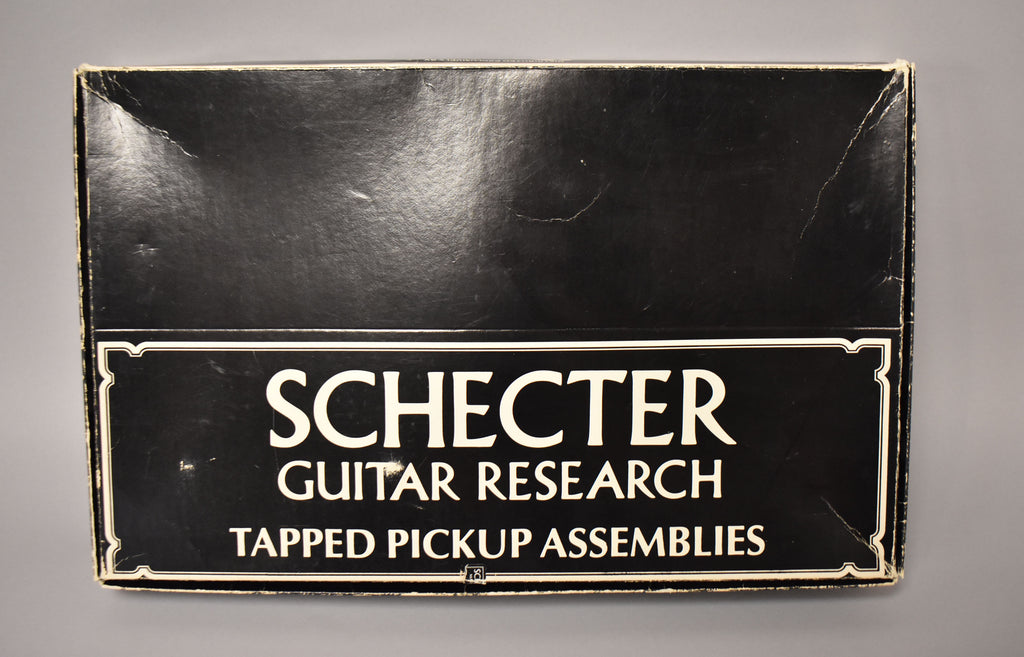 SCHECTER
GUITAR RESEARCH
TAPPED PICKUP ASSEMBLIES